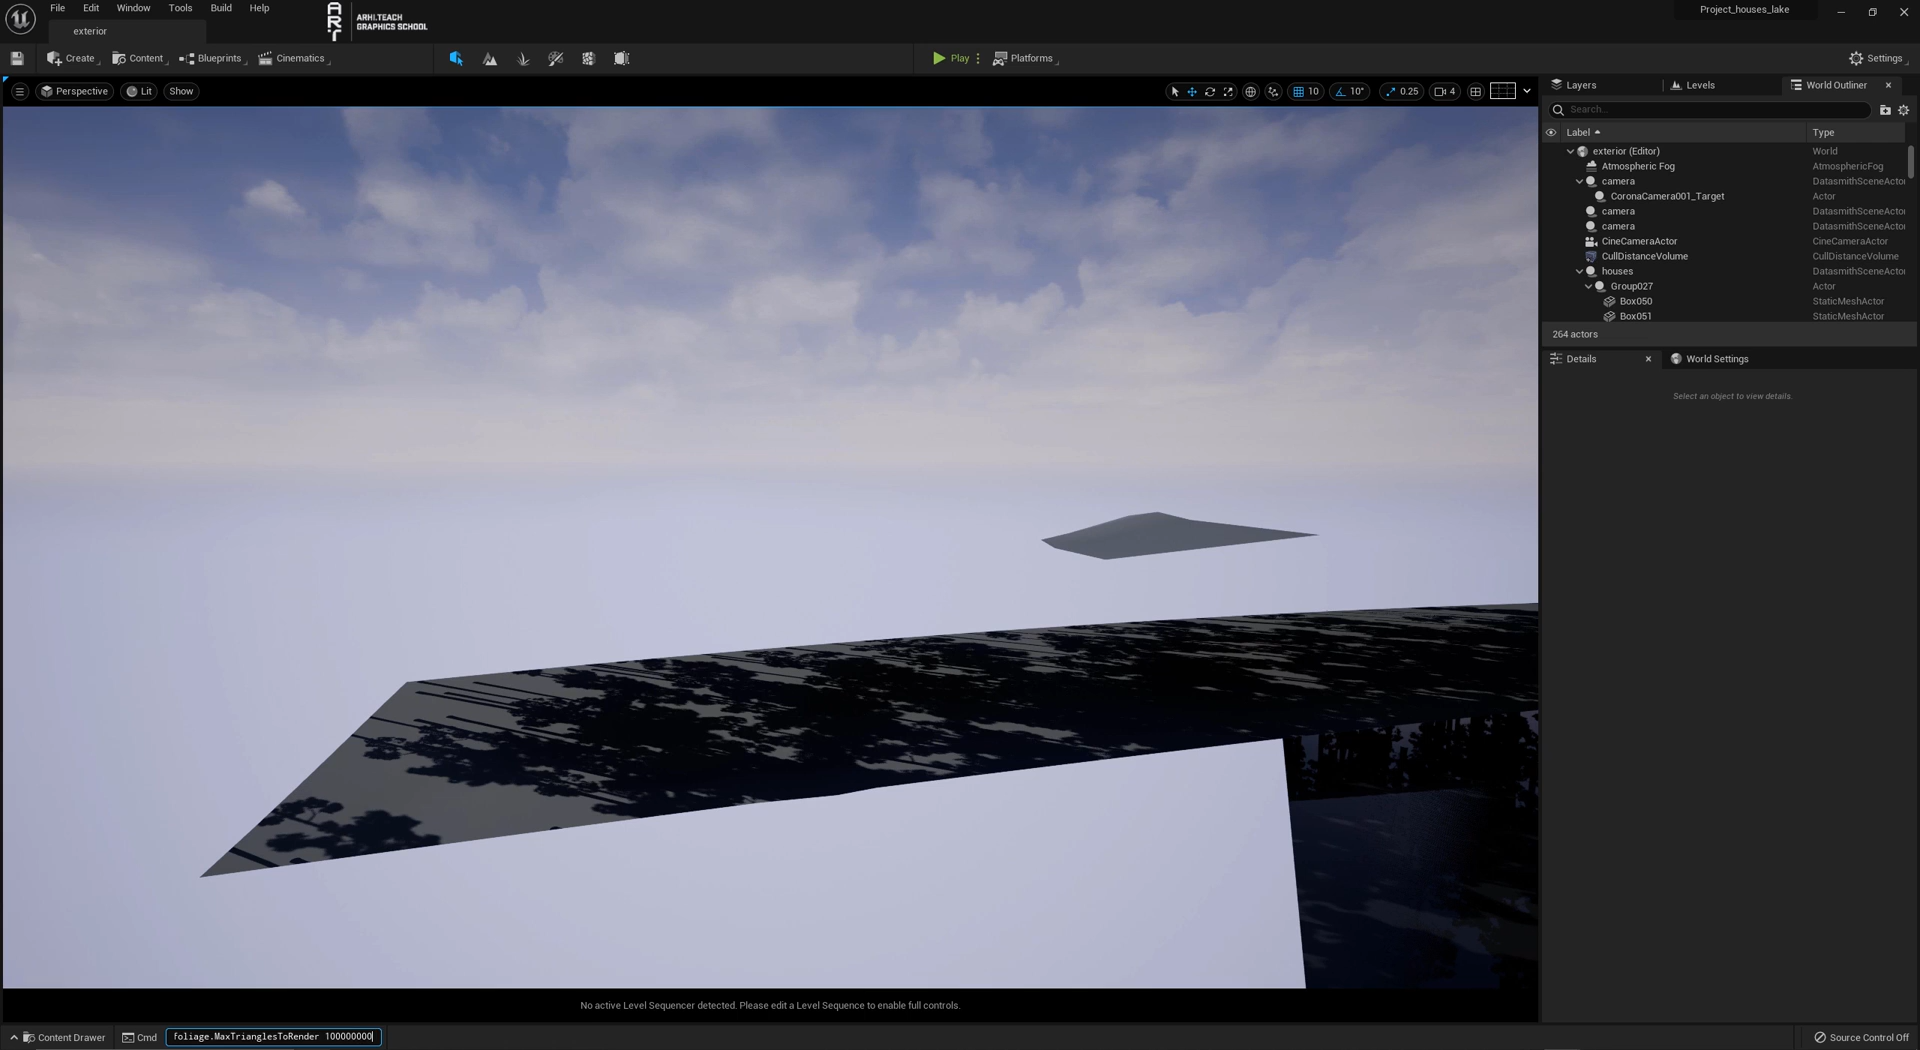 File Edit Window Tools Build Help
ARHI.TEACH
GRAPHICS SCHOOL
Project_houses_lake
exterior
Create Content Blueprints Cinematics Play Platforms Settings
Perspective Lit Show 10 10° 0.25 4
Layers Levels World Outliner
Search...
Label Type
exterior (Editor) World
Atmospheric Fog AtmosphericFog
camera DatasmithSceneActor
CoronaCamera001_Target Actor
camera DatasmithSceneActor
camera DatasmithSceneActor
CineCameraActor CineCameraActor
CullDistanceVolume CullDistanceVolume
houses DatasmithSceneActor
Group027 Actor
Box050 StaticMeshActor
Box051 StaticMeshActor
264 actors
Details World Settings
Select an object to view details.
No active Level Sequencer detected. Please edit a Level Sequence to enable full controls.
Content Drawer Cmd foliage.MaxTrianglesToRender 100000000 Source Control Off